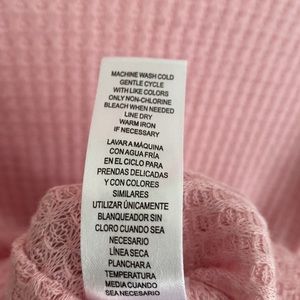 MACHINE WASH COLD
GENTLE CYCLE
WITH LIKE COLORS
ONLY NON-CHLORINE
BLEACH WHEN NEEDED
LINE DRY
WARM IRON
IF NECESSARY
LAVAR A MÁQUINA
CON AGUA FRÍA
EN EL CICLO PARA
PRENDAS DELICADAS
Y CON COLORES
SIMILARES
UTILIZAR ÚNICAMENTE
BLANQUEADOR SIN
CLORO CUANDO SEA
NECESARIO
LÍNEA SECA
PLANCHAR A
TEMPERATURA
MEDIA CUANDO
SEA NECESARIO